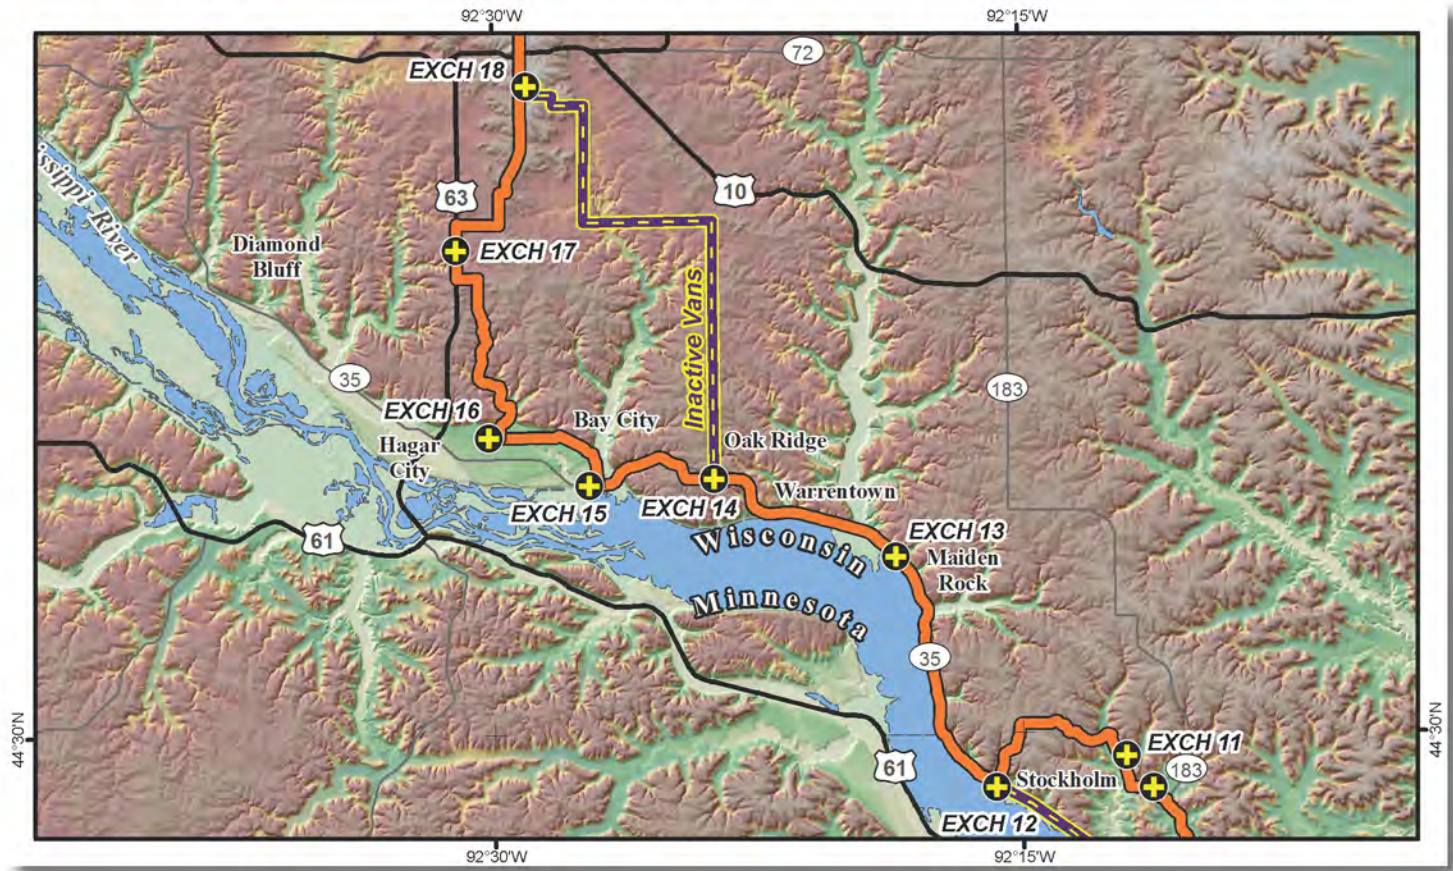 92°30'W
92°15'W
72
EXCH 18
63
10
ississippi River
Diamond
Bluff
EXCH 17
Inactive Vans
35
183
EXCH 16
Bay City
Hagar
City
Oak Ridge
Warrentown
EXCH 15
EXCH 14
EXCH 13
61
Wisconsin
Maiden
Rock
Minnesota
35
44°30'N
44°30'N
EXCH 11
61
Stockholm
183
EXCH 12
92°30'W
92°15'W